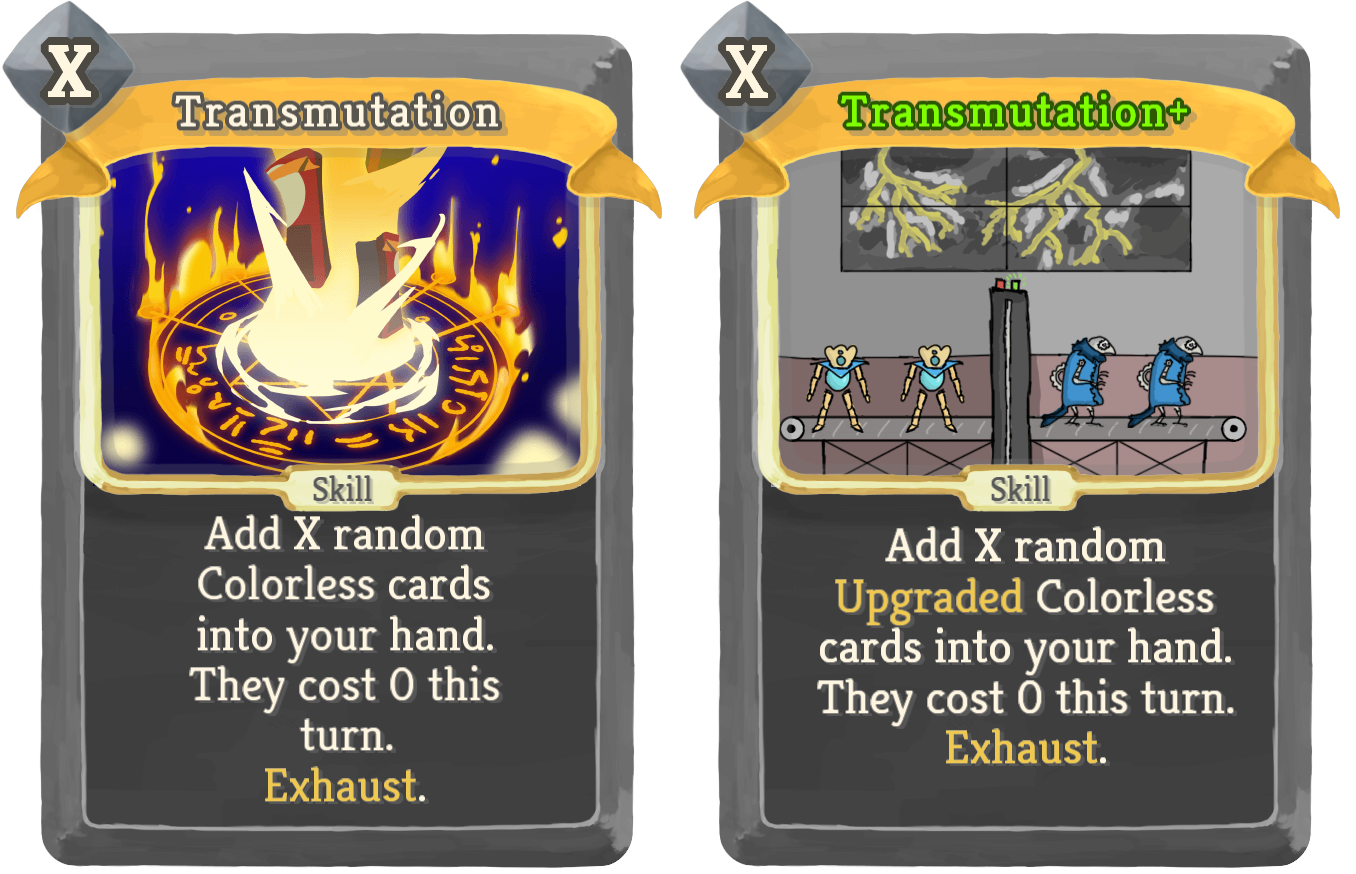 X
Transmutation
Skill
Add X random
Colorless cards
into your hand.
They cost 0 this
turn.
Exhaust.
X
Transmutation+
Skill
Add X random
Upgraded Colorless
cards into your hand.
They cost 0 this turn.
Exhaust.